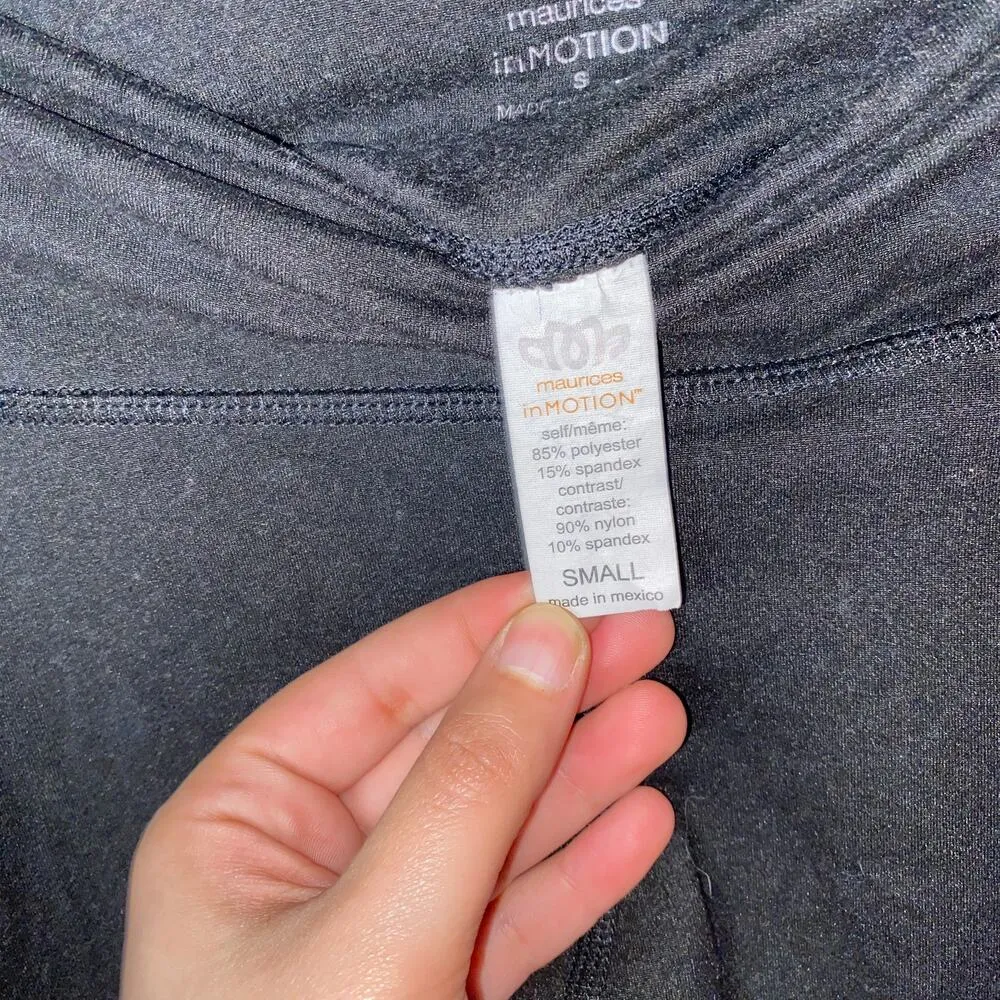 maurices
inMOTION
S
MADE
maurices
inMOTION™
self/même:
85% polyester
15% spandex
contrast/
contraste:
90% nylon
10% spandex
SMALL
made in mexico